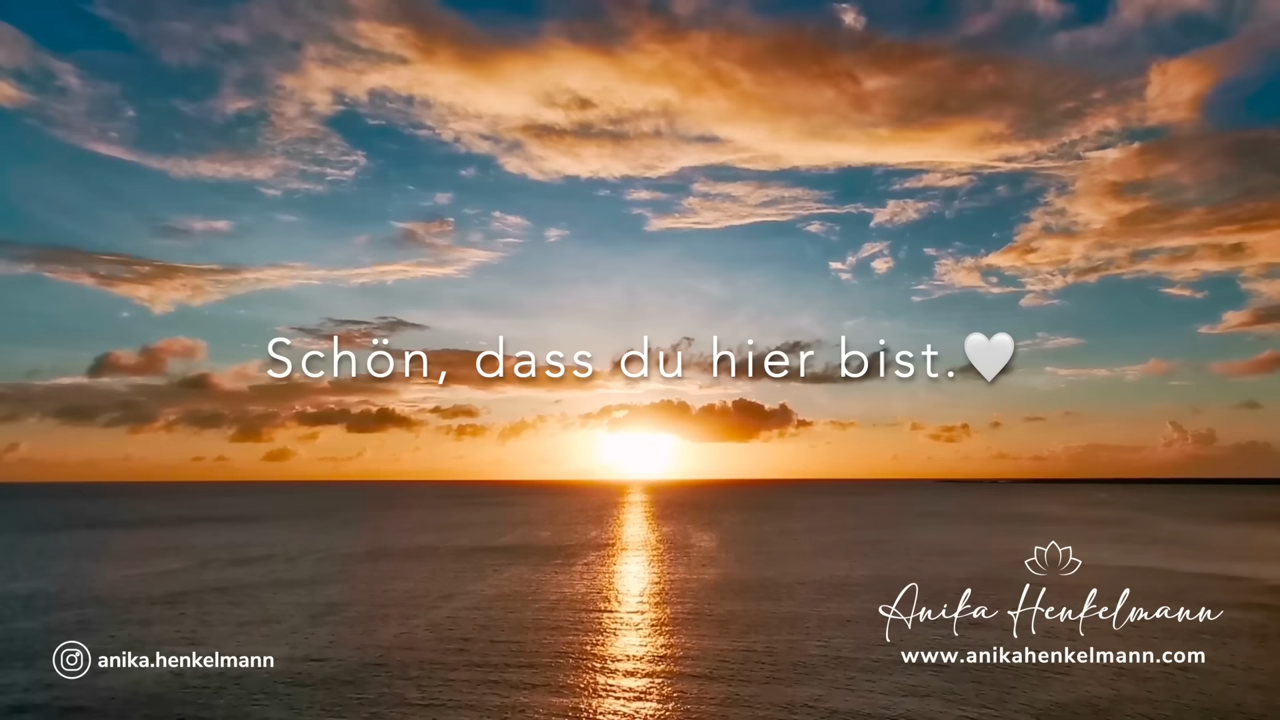 Schön, dass du hier bist.🤍
Anika Henkelmann
anika.henkelmann
www.anikahenkelmann.com